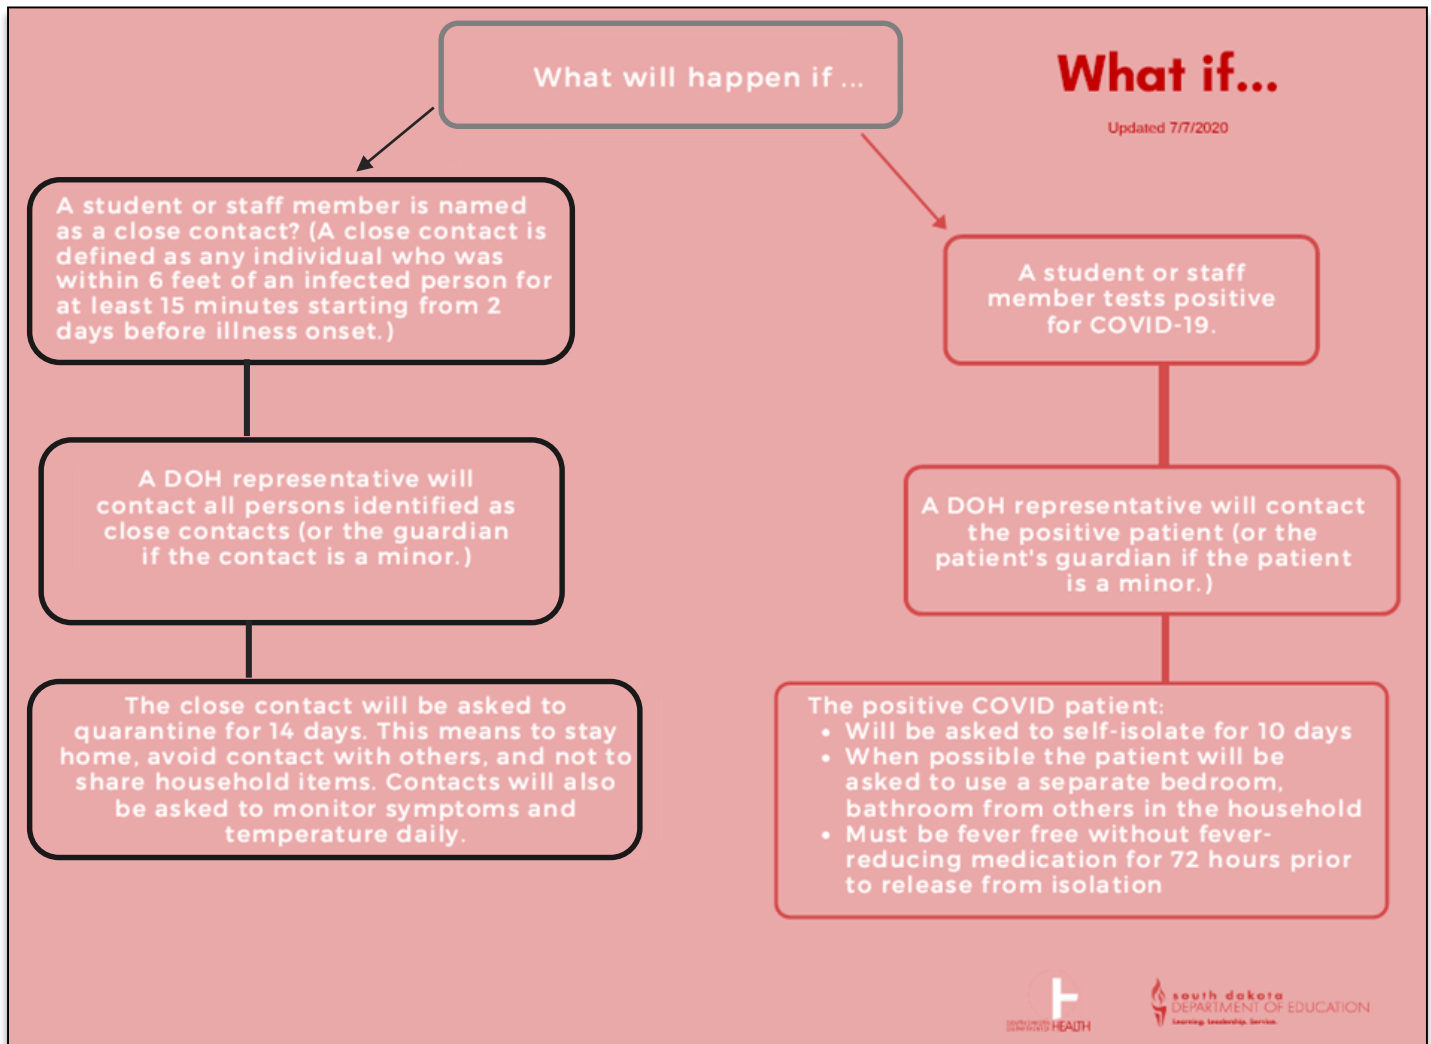 What will happen if ...
What if...
Updated 7/7/2020
A student or staff member is named
as a close contact? (A close contact is
defined as any individual who was
within 6 feet of an infected person for
at least 15 minutes starting from 2
days before illness onset.)
A DOH representative will
contact all persons identified as
close contacts (or the guardian
if the contact is a minor.)
The close contact will be asked to
quarantine for 14 days. This means to stay
home, avoid contact with others, and not to
share household items. Contacts will also
be asked to monitor symptoms and
temperature daily.
A student or staff
member tests positive
for COVID-19.
A DOH representative will contact
the positive patient (or the
patient's guardian if the patient
is a minor.)
The positive COVID patient:
• Will be asked to self-isolate for 10 days
• When possible the patient will be
asked to use a separate bedroom,
bathroom from others in the household
• Must be fever free without fever-
reducing medication for 72 hours prior
to release from isolation
HEALTH
south dakota
DEPARTMENT OF EDUCATION
Learning. Leadership. Service.